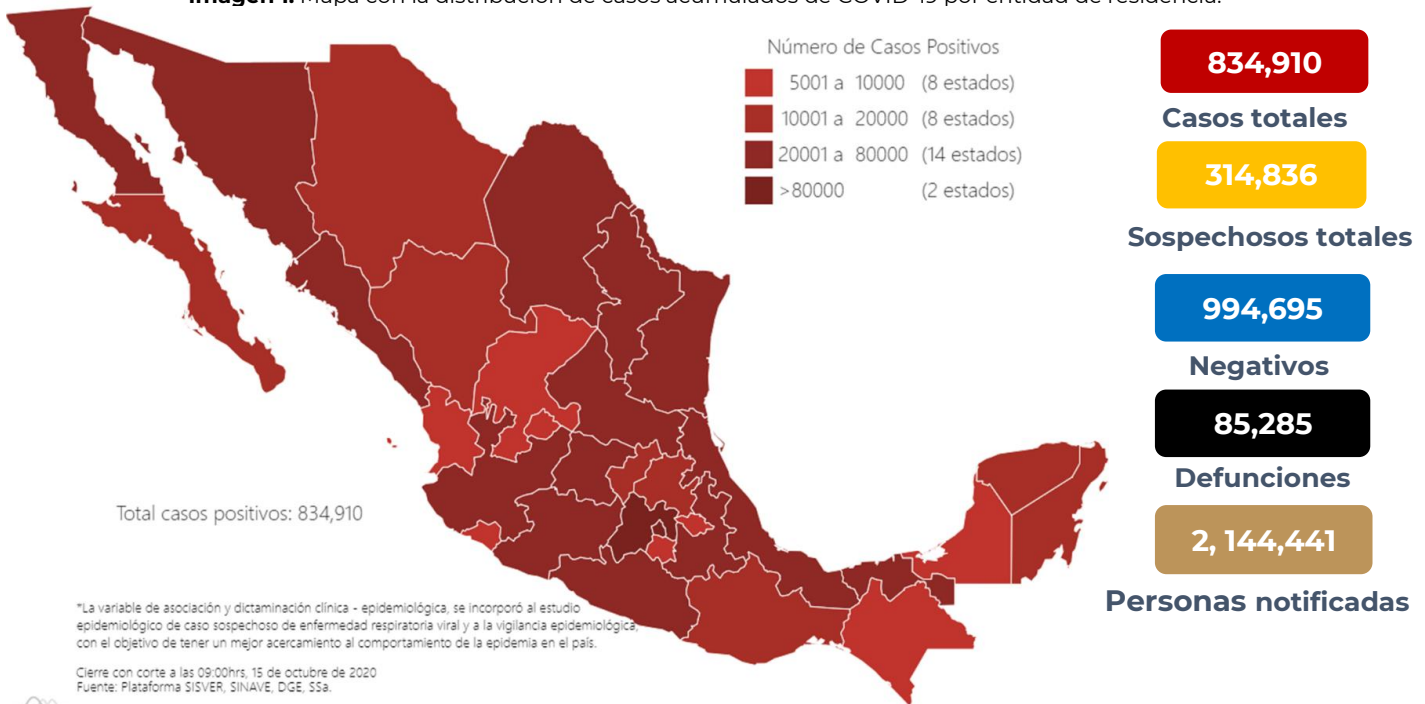 Imagen 1. Mapa con la distribución de casos acumulados de COVID-19 por entidad de residencia.
Número de Casos Positivos
5001 a 10000 (8 estados)
10001 a 20000 (8 estados)
20001 a 80000 (14 estados)
>80000 (2 estados)
834,910
Casos totales
314,836
Sospechosos totales
994,695
Negativos
85,285
Defunciones
2, 144,441
Personas notificadas
Total casos positivos: 834,910
*La variable de asociación y dictaminación clínica - epidemiológica, se incorporó al estudio
epidemiológico de caso sospechoso de enfermedad respiratoria viral y a la vigilancia epidemiológica,
con el objetivo de tener un mejor acercamiento al comportamiento de la epidemia en el país.
Cierre con corte a las 09:00hrs, 15 de octubre de 2020
Fuente: Plataforma SISVER, SINAVE, DGE, SSa.